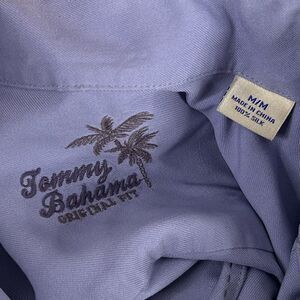 Tommy
Bahama
ORIGINAL FIT
M/M
MADE IN CHINA
100% SILK